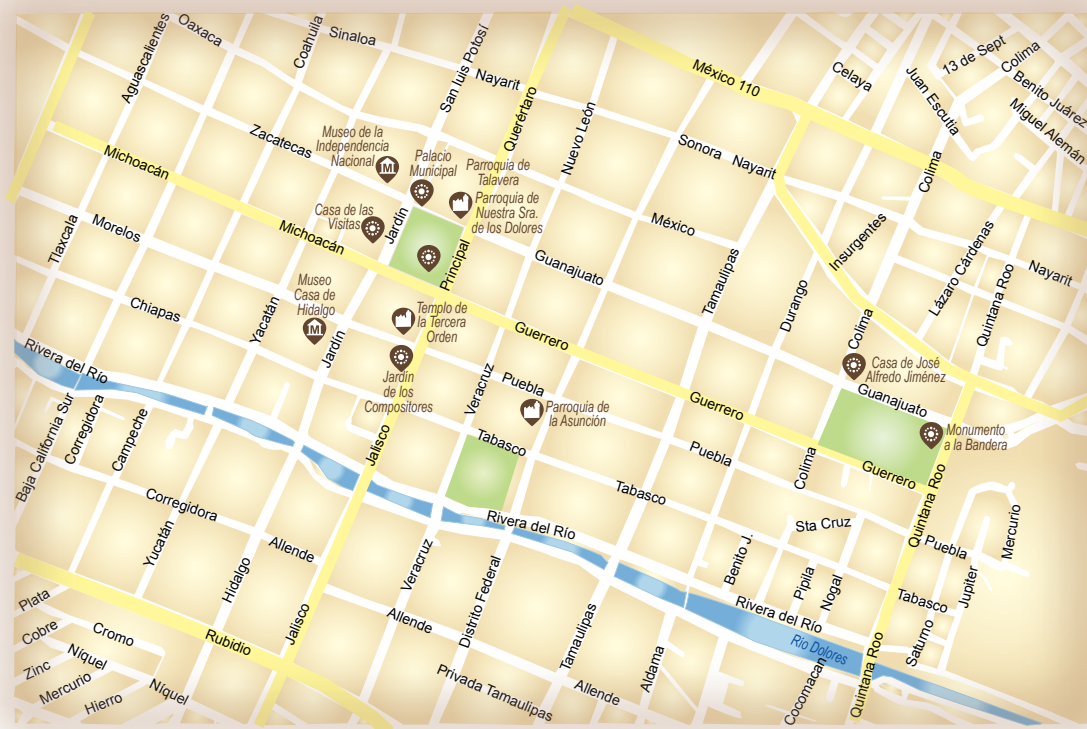 Oaxaca
Coahuila
Sinaloa
San luis Potosí
Nayarit
Aguascalientes
Querértaro
México 110
Celaya
13 de Sept
Colima
Benito Juárez
Miguel Alemán
Juan Escutia
Nuevo León
Zacatecas
Museo de la
Independencia
Nacional
Palacio
Municipal
Parroquia de
Talavera
Parroquia de
Nuestra Sra.
de los Dolores
Sonora
Nayarit
Colima
Michoacán
Casa de las
Visitas
Jardín
Michoacán
Principal
México
Guanajuato
Insurgentes
Lázaro Cárdenas
Nayarit
Tlaxcala
Morelos
Tamaulipas
Durango
Quintana Roo
Chiapas
Yacatán
Museo
Casa de
Hidalgo
Jardín
Templo de
la Tercera
Orden
Guerrero
Colima
Casa de José
Alfredo Jiménez
Rivera del Río
Jardín
de los
Compositores
Veracruz
Puebla
Guerrero
Guanajuato
Parroquia de
la Asunción
Monumento
a la Bandera
Baja California Sur
Corregidora
Campeche
Jalisco
Tabasco
Puebla
Colima
Guerrero
Quintana Roo
Tabasco
Corregidora
Yucatán
Rivera del Río
Sta Cruz
Puebla
Mercurio
Allende
Hidalgo
Veracruz
Distrito Federal
Benito J.
Pipila
Nogal
Tabasco
Jupiter
Plata
Cobre
Cromo
Zinc
Níquel
Mercurio
Hierro
Níquel
Rubidio
Jalisco
Allende
Privada Tamaulipas
Tamaulipas
Allende
Aldama
Rivera del Río
Río Dolores
Cocomacan
Quintana Roo
Saturno